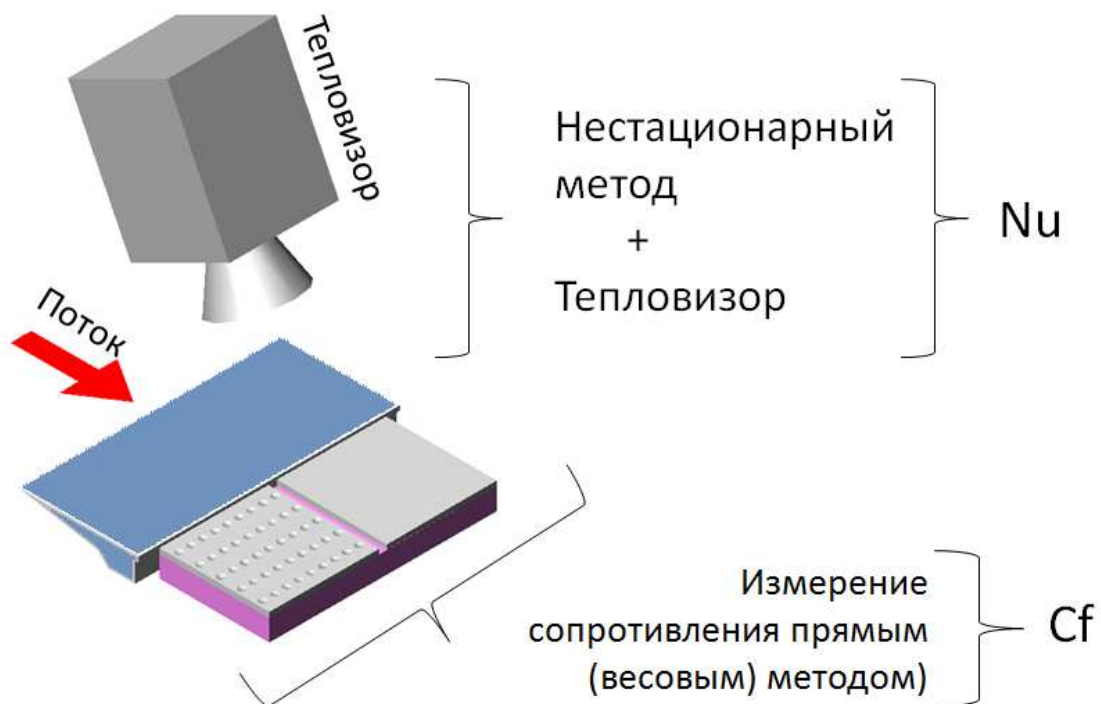 Тепловизор
Нестационарный
метод
+
Тепловизор
Nu
Поток
Измерение
сопротивления прямым
(весовым) методом)
Cf